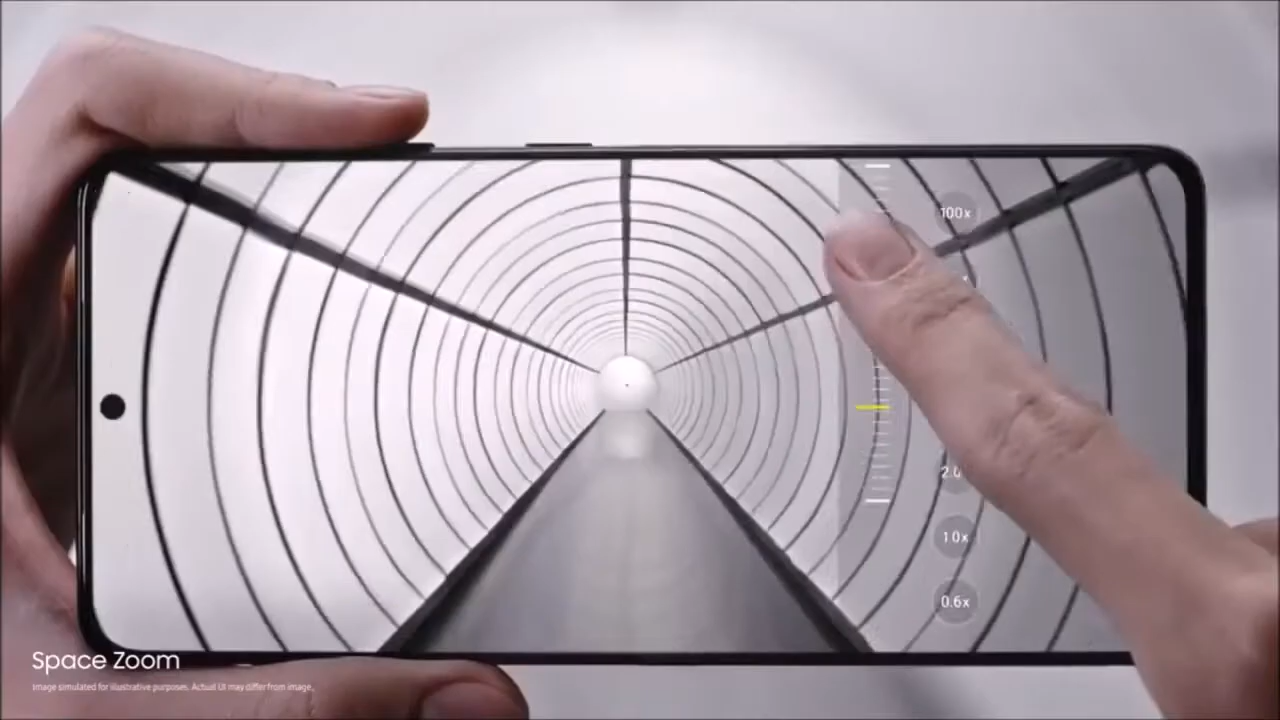 100x
2.0
10x
0.6x
Space Zoom
Image simulated for illustrative purposes. Actual UI may differ from image.